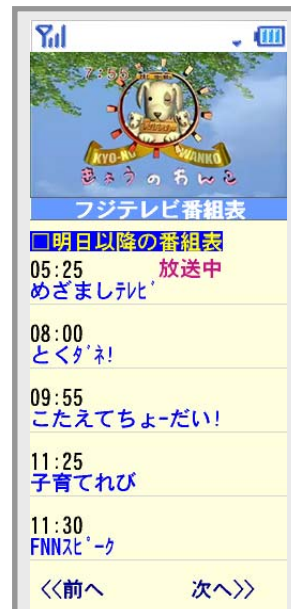 7:58
KYO-NO WANKO
きょうのわんこ
フジテレビ番組表
□明日以降の番組表
05:25 放送中
めざましﾃﾚﾋﾞ
08:00
とくﾀﾞﾈ!
09:55
こたえてちょーだい!
11:25
子育てれび
11:30
FNNｽﾋﾟｰｸ
<<前へ 次へ>>